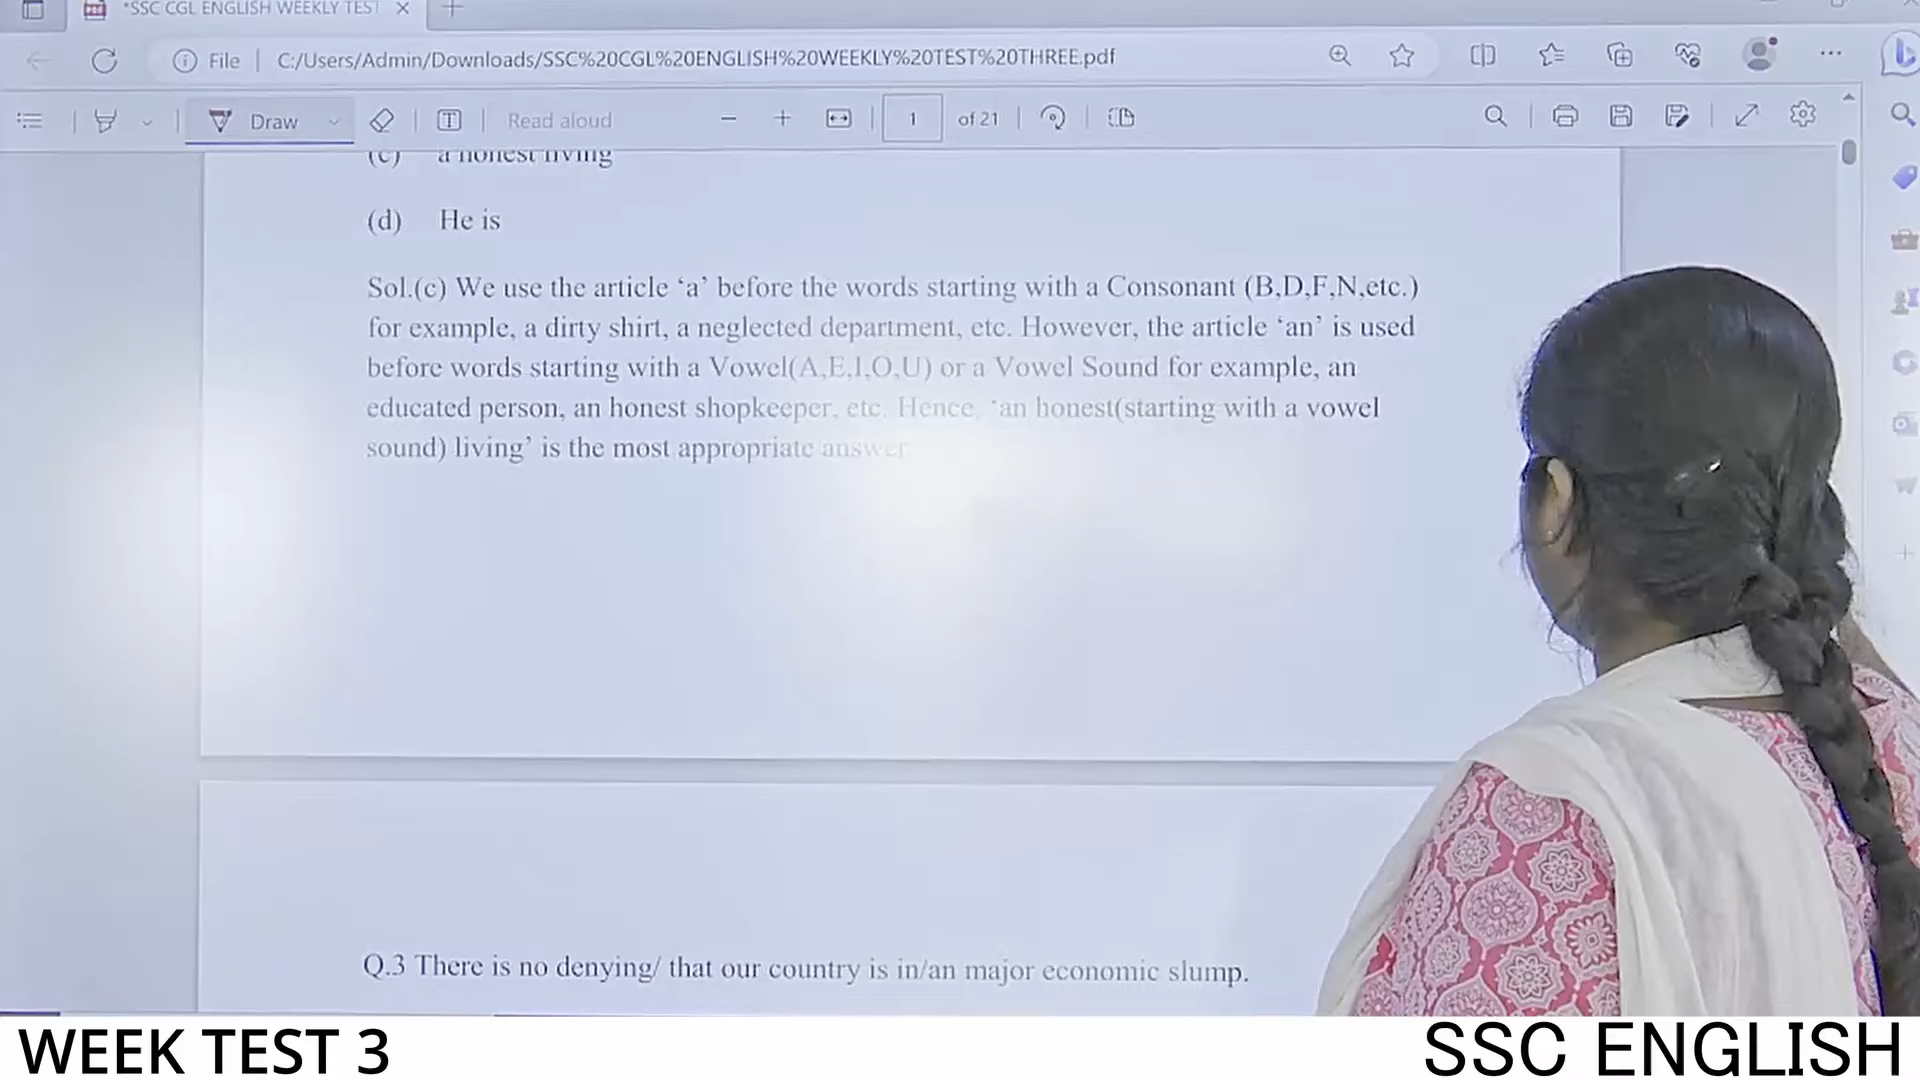 *SSC CGL ENGLISH WEEKLY TEST
File C:/Users/Admin/Downloads/SSC%20CGL%20ENGLISH%20WEEKLY%20TEST%20THREE.pdf
Draw Read aloud 1 of 21
(c) a honest living
(d) He is
Sol.(c) We use the article ‘a’ before the words starting with a Consonant (B,D,F,N,etc.)
for example, a dirty shirt, a neglected department, etc. However, the article ‘an’ is used
before words starting with a Vowel(A,E,I,O,U) or a Vowel Sound for example, an
educated person, an honest shopkeeper, etc. Hence, ‘an honest(starting with a vowel
sound) living’ is the most appropriate answer.
Q.3 There is no denying/ that our country is in/an major economic slump.
WEEK TEST 3
SSC ENGLISH